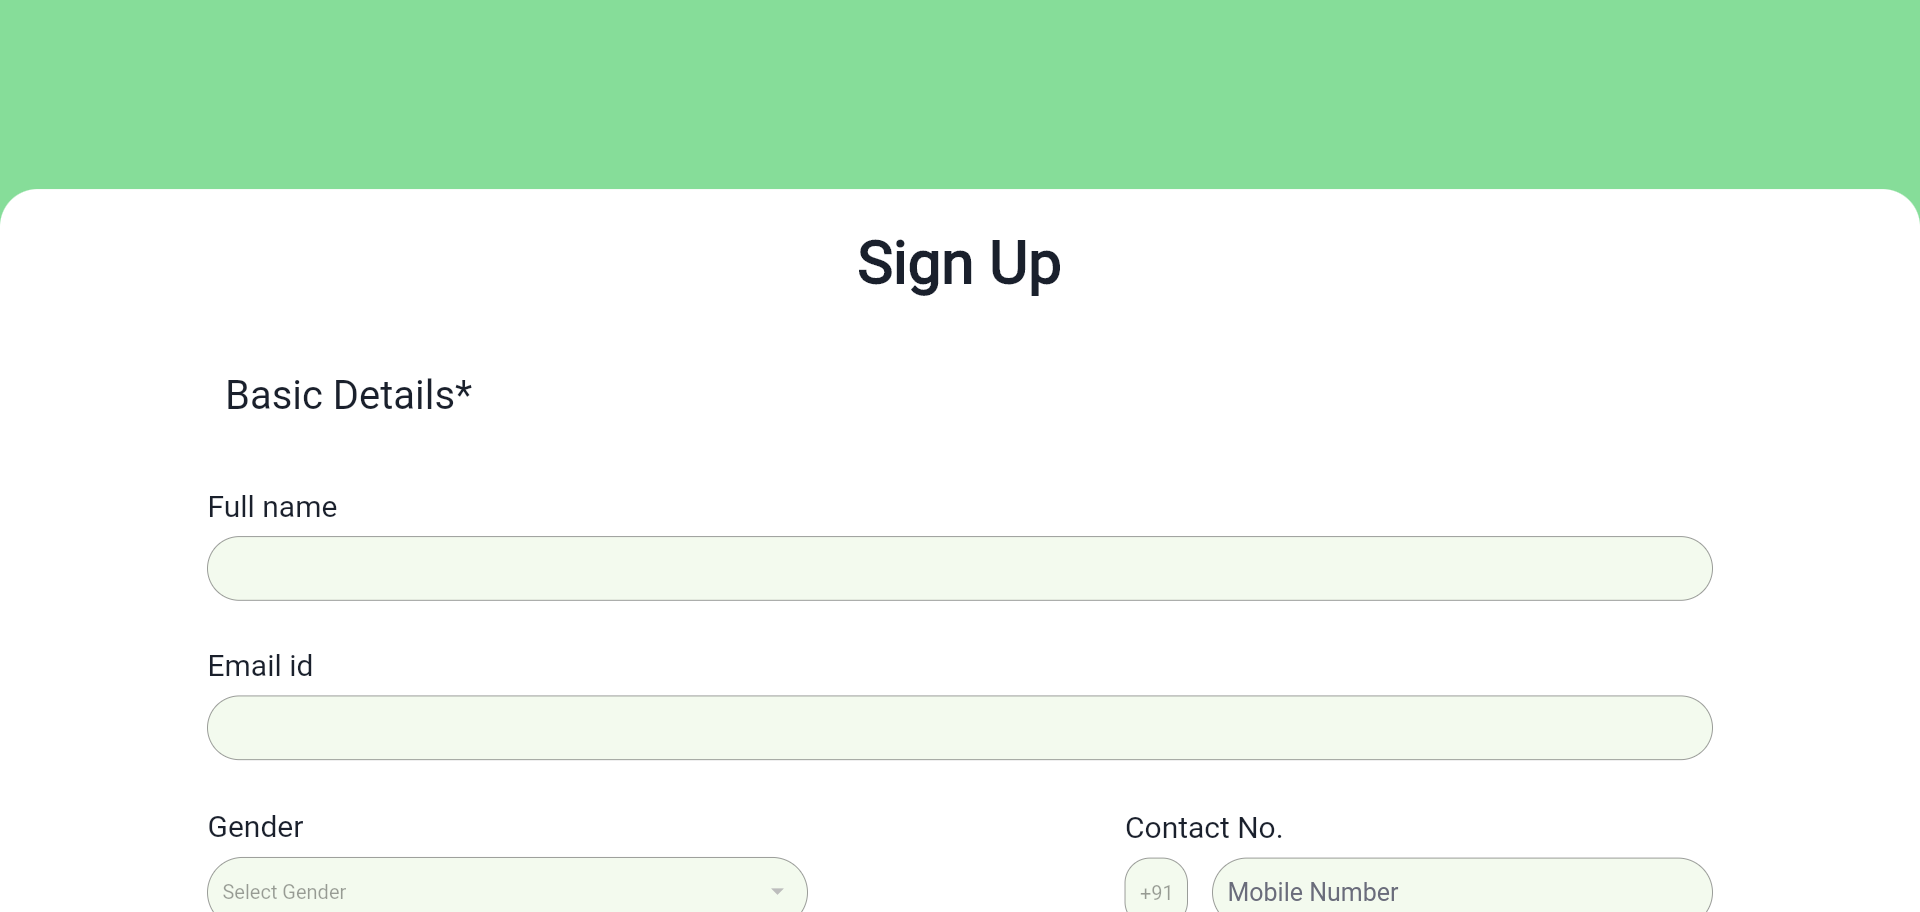 Sign Up
Basic Details*
Full name
Email id
Gender
Contact No.
Select Gender
+91
Mobile Number